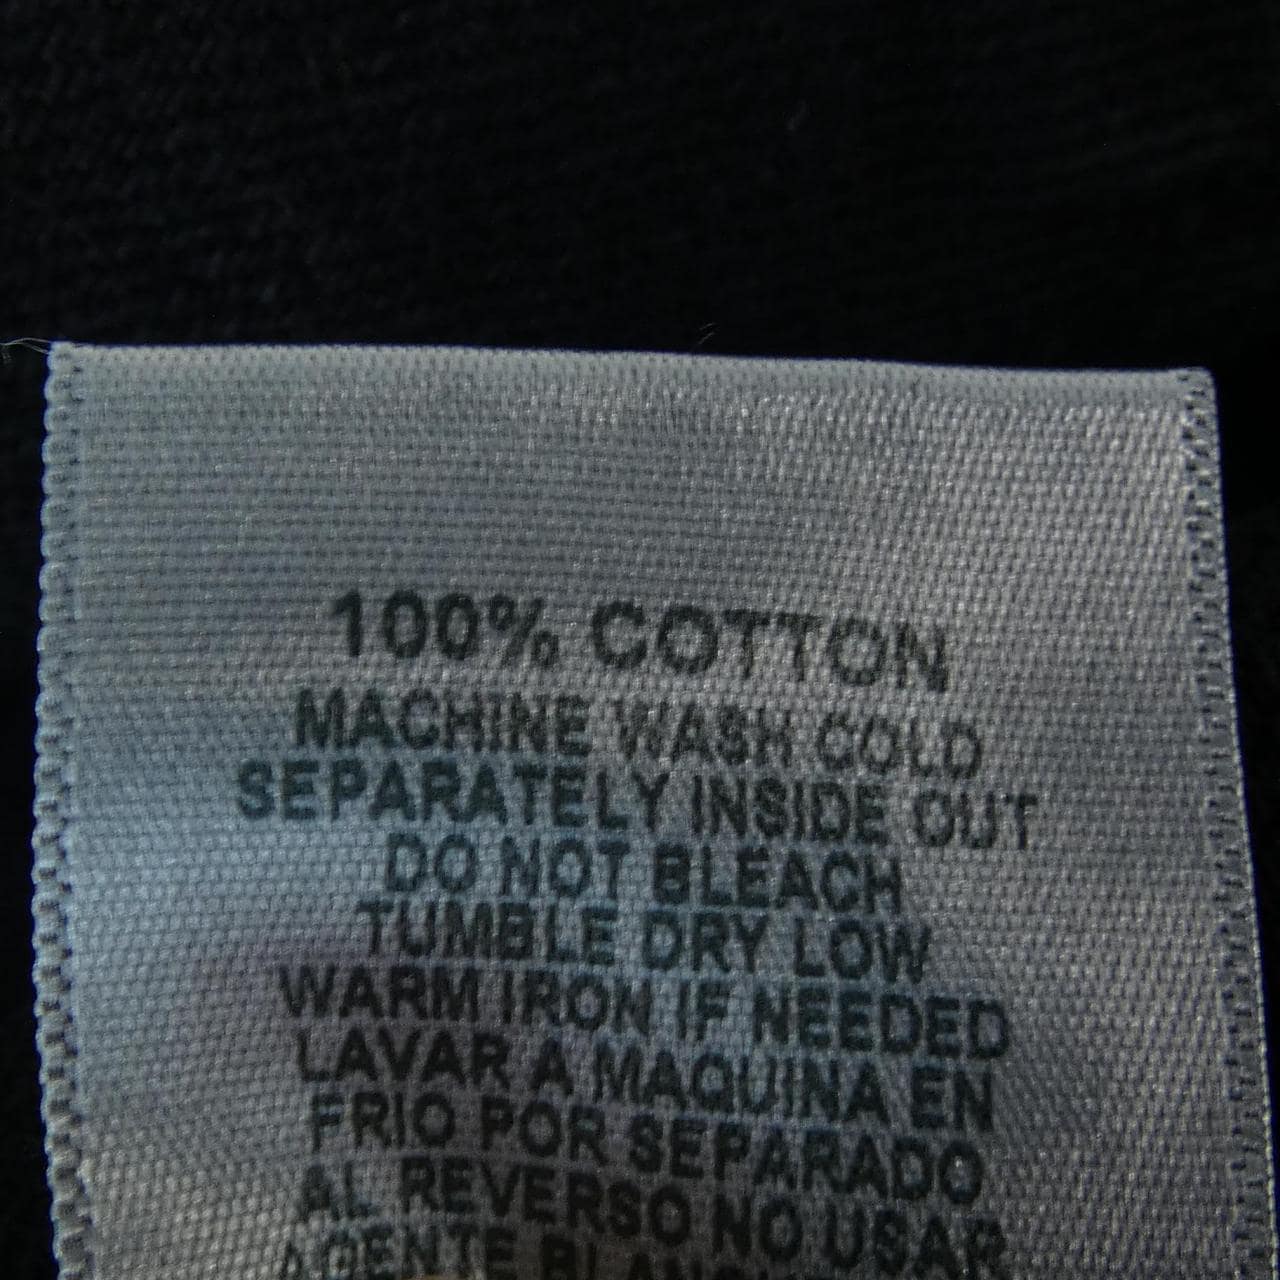 100% COTTON
MACHINE WASH COLD
SEPARATELY INSIDE OUT
DO NOT BLEACH
TUMBLE DRY LOW
WARM IRON IF NEEDED
LAVAR A MAQUINA EN
FRIO POR SEPARADO
AL REVERSO NO USAR
AGENTE